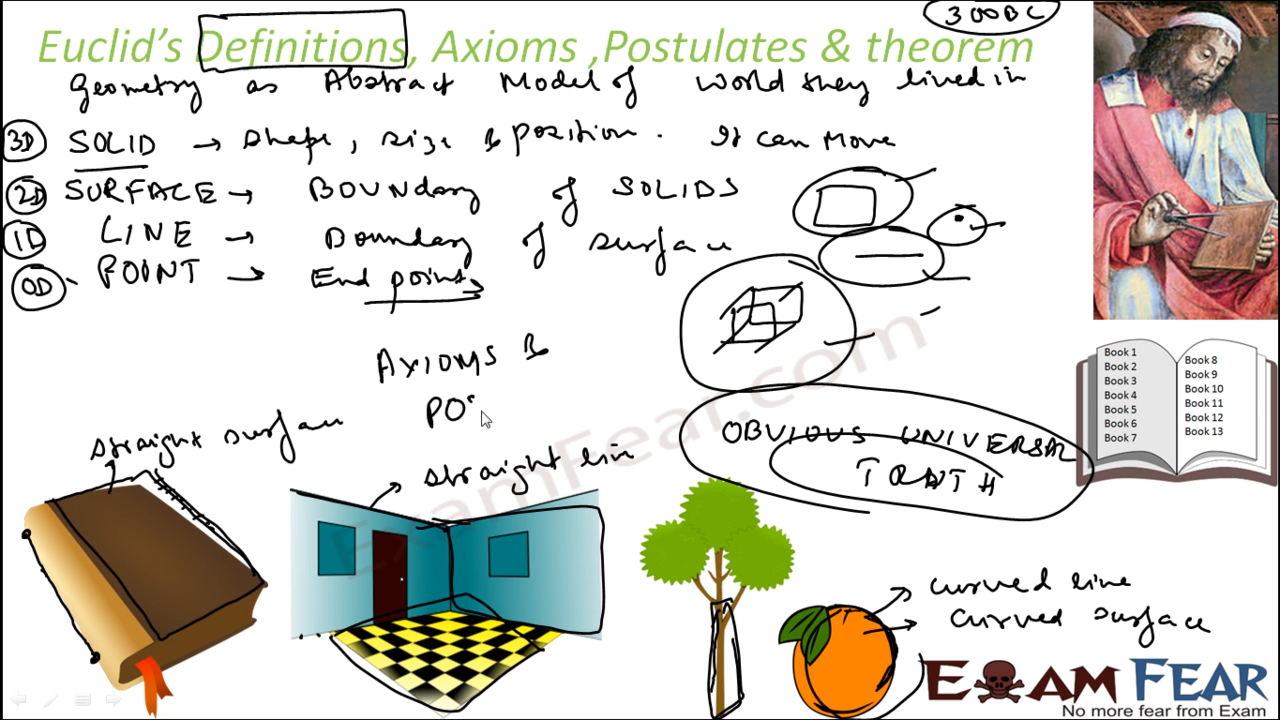 300BC
Euclid's Definitions, Axioms ,Postulates & theorem
Geometry as Abstract Model of world they lived in
3D SOLID → shape, size & position. It can Move
2D SURFACE → BOUNdary of SOLIDS
1D LINE → Boundary of surface
0D POINT → End points
AXIOMS &
PO
OBVIOUS UNIVERSAL
TRUTH
Book 1
Book 2
Book 3
Book 4
Book 5
Book 6
Book 7
Book 8
Book 9
Book 10
Book 11
Book 12
Book 13
straight surface
straight line
ExamFear.com
curved line
curved surface
EXAM FEAR
No more fear from Exam